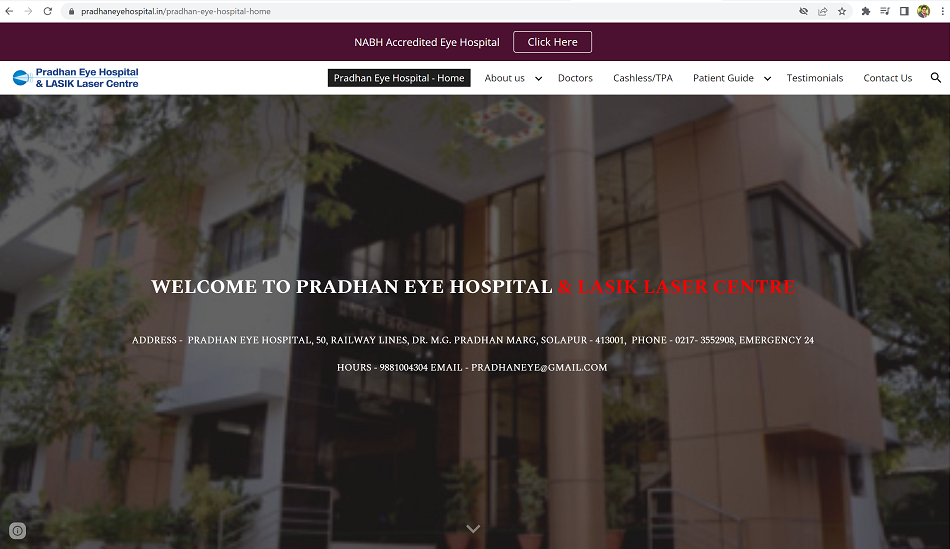 pradhaneyehospital.in/pradhan-eye-hospital-home
NABH Accredited Eye Hospital Click Here
Pradhan Eye Hospital
& LASIK Laser Centre
Pradhan Eye Hospital - Home About us Doctors Cashless/TPA Patient Guide Testimonials Contact Us
WELCOME TO PRADHAN EYE HOSPITAL & LASIK LASER CENTRE
ADDRESS - PRADHAN EYE HOSPITAL, 50, RAILWAY LINES, DR. M.G. PRADHAN MARG, SOLAPUR - 413001, PHONE - 0217- 3552908, EMERGENCY 24
HOURS - 9881004304 EMAIL - PRADHANEYE@GMAIL.COM